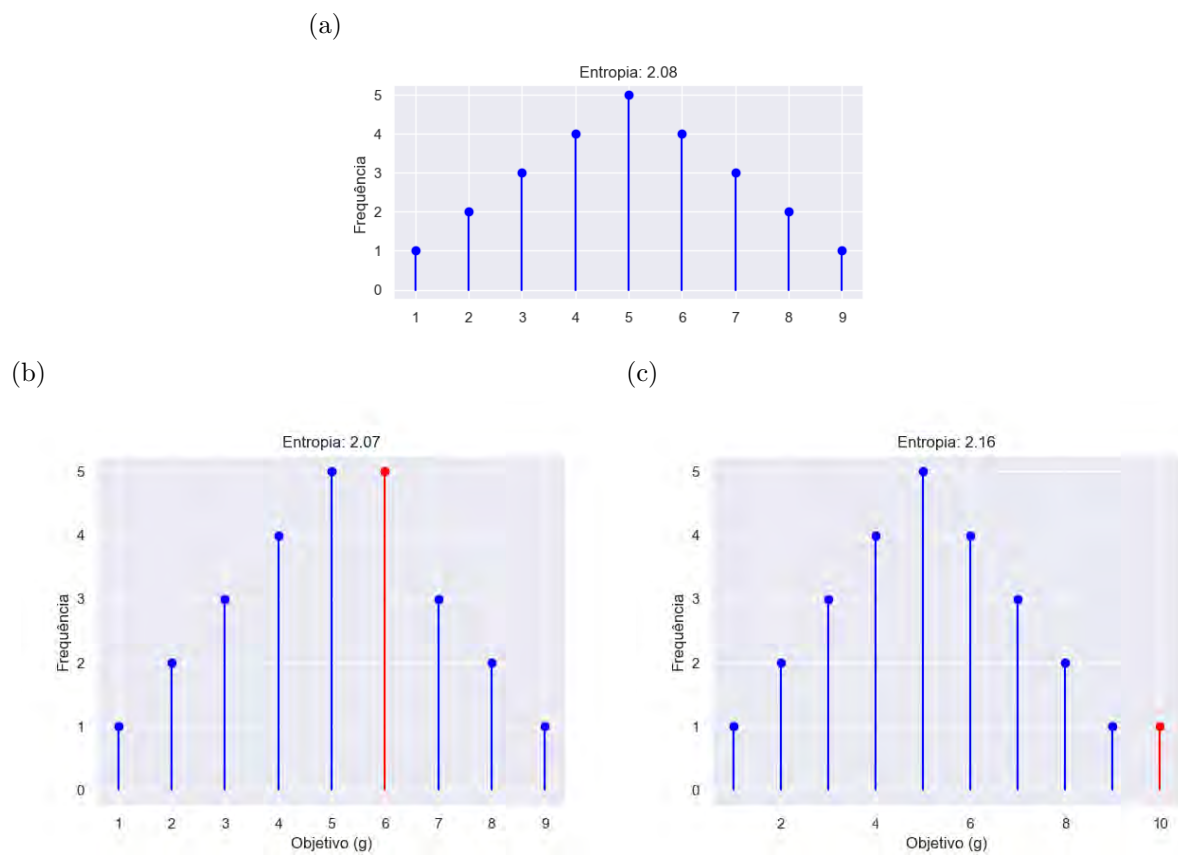 (a)
Entropia: 2.08
Frequência
5
4
3
2
1
0
1 2 3 4 5 6 7 8 9
(b)
Entropia: 2.07
Frequência
5
4
3
2
1
0
1 2 3 4 5 6 7 8 9
Objetivo (g)
(c)
Entropia: 2.16
Frequência
5
4
3
2
1
0
2 4 6 8 10
Objetivo (g)